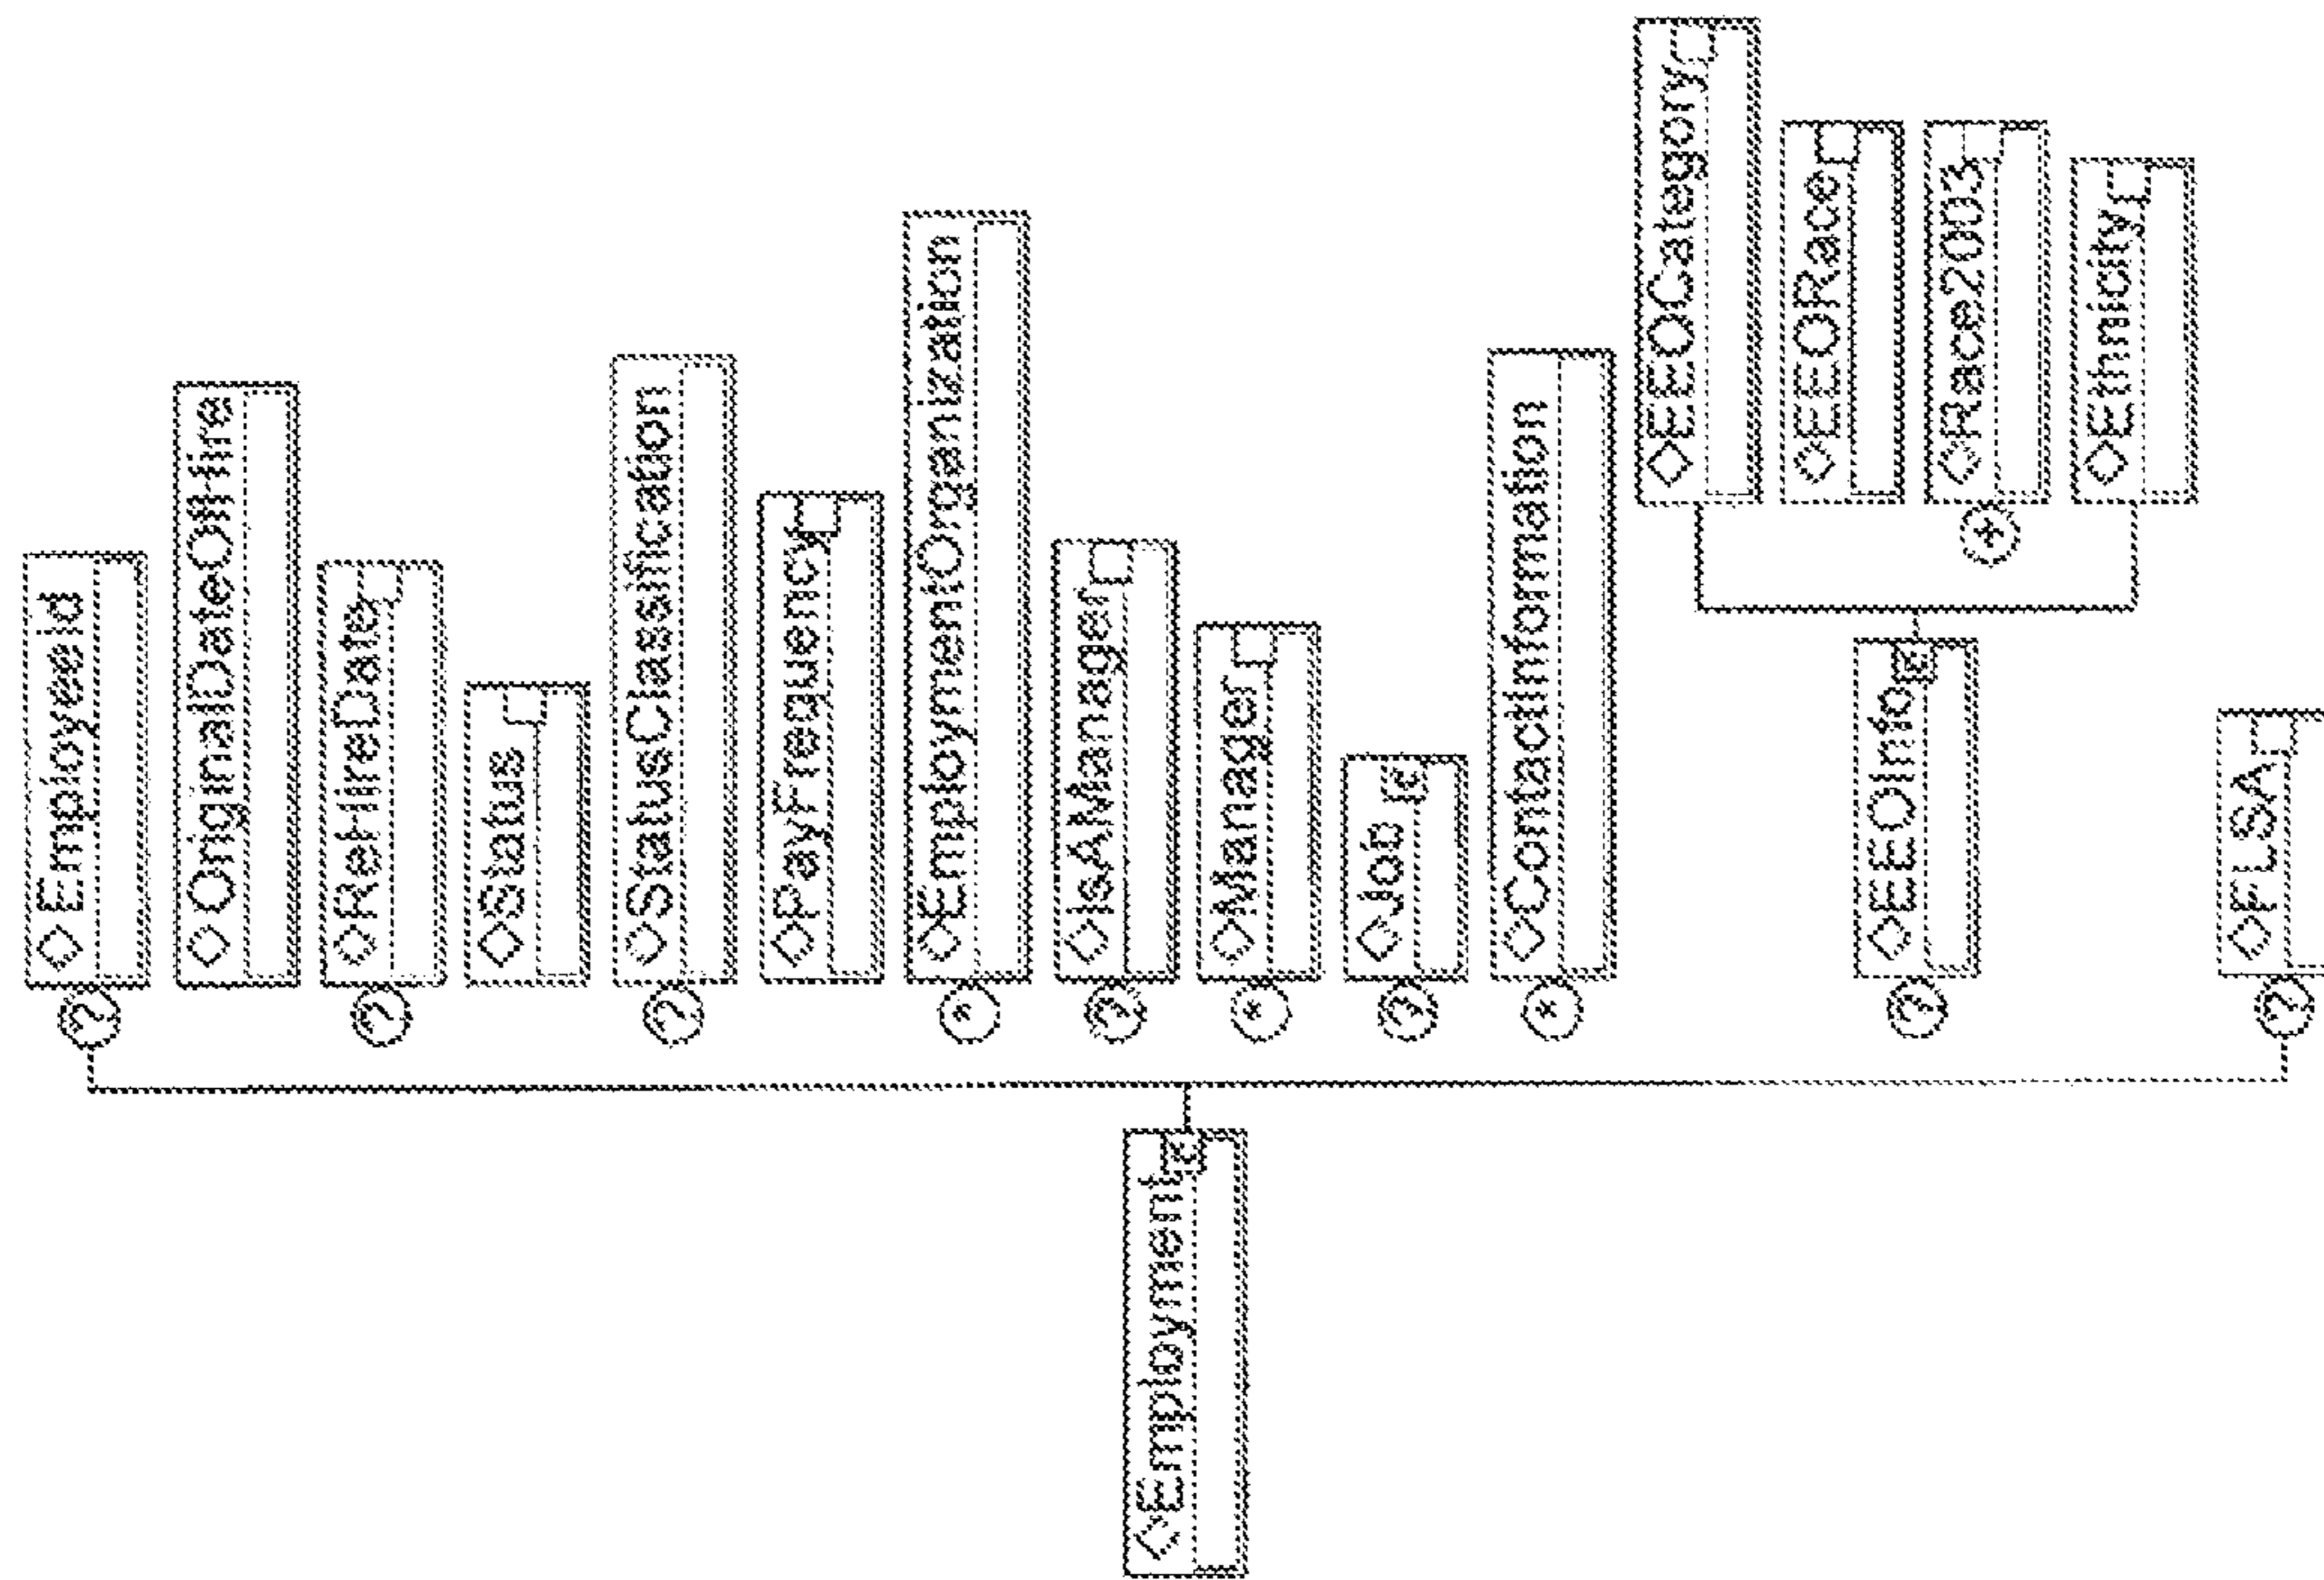 Employment
EmployeeId
?
OriginalDateOfHire
ReHireDate
?
Status
StatusClassification
?
PayFrequency
EmploymentOrganization
*
IsAManager
?
Manager
*
Job
?
ContactInformation
*
EEOInfo
?
EEOCategory
EEORace
Race2003
Ethnicity
FLSA
?